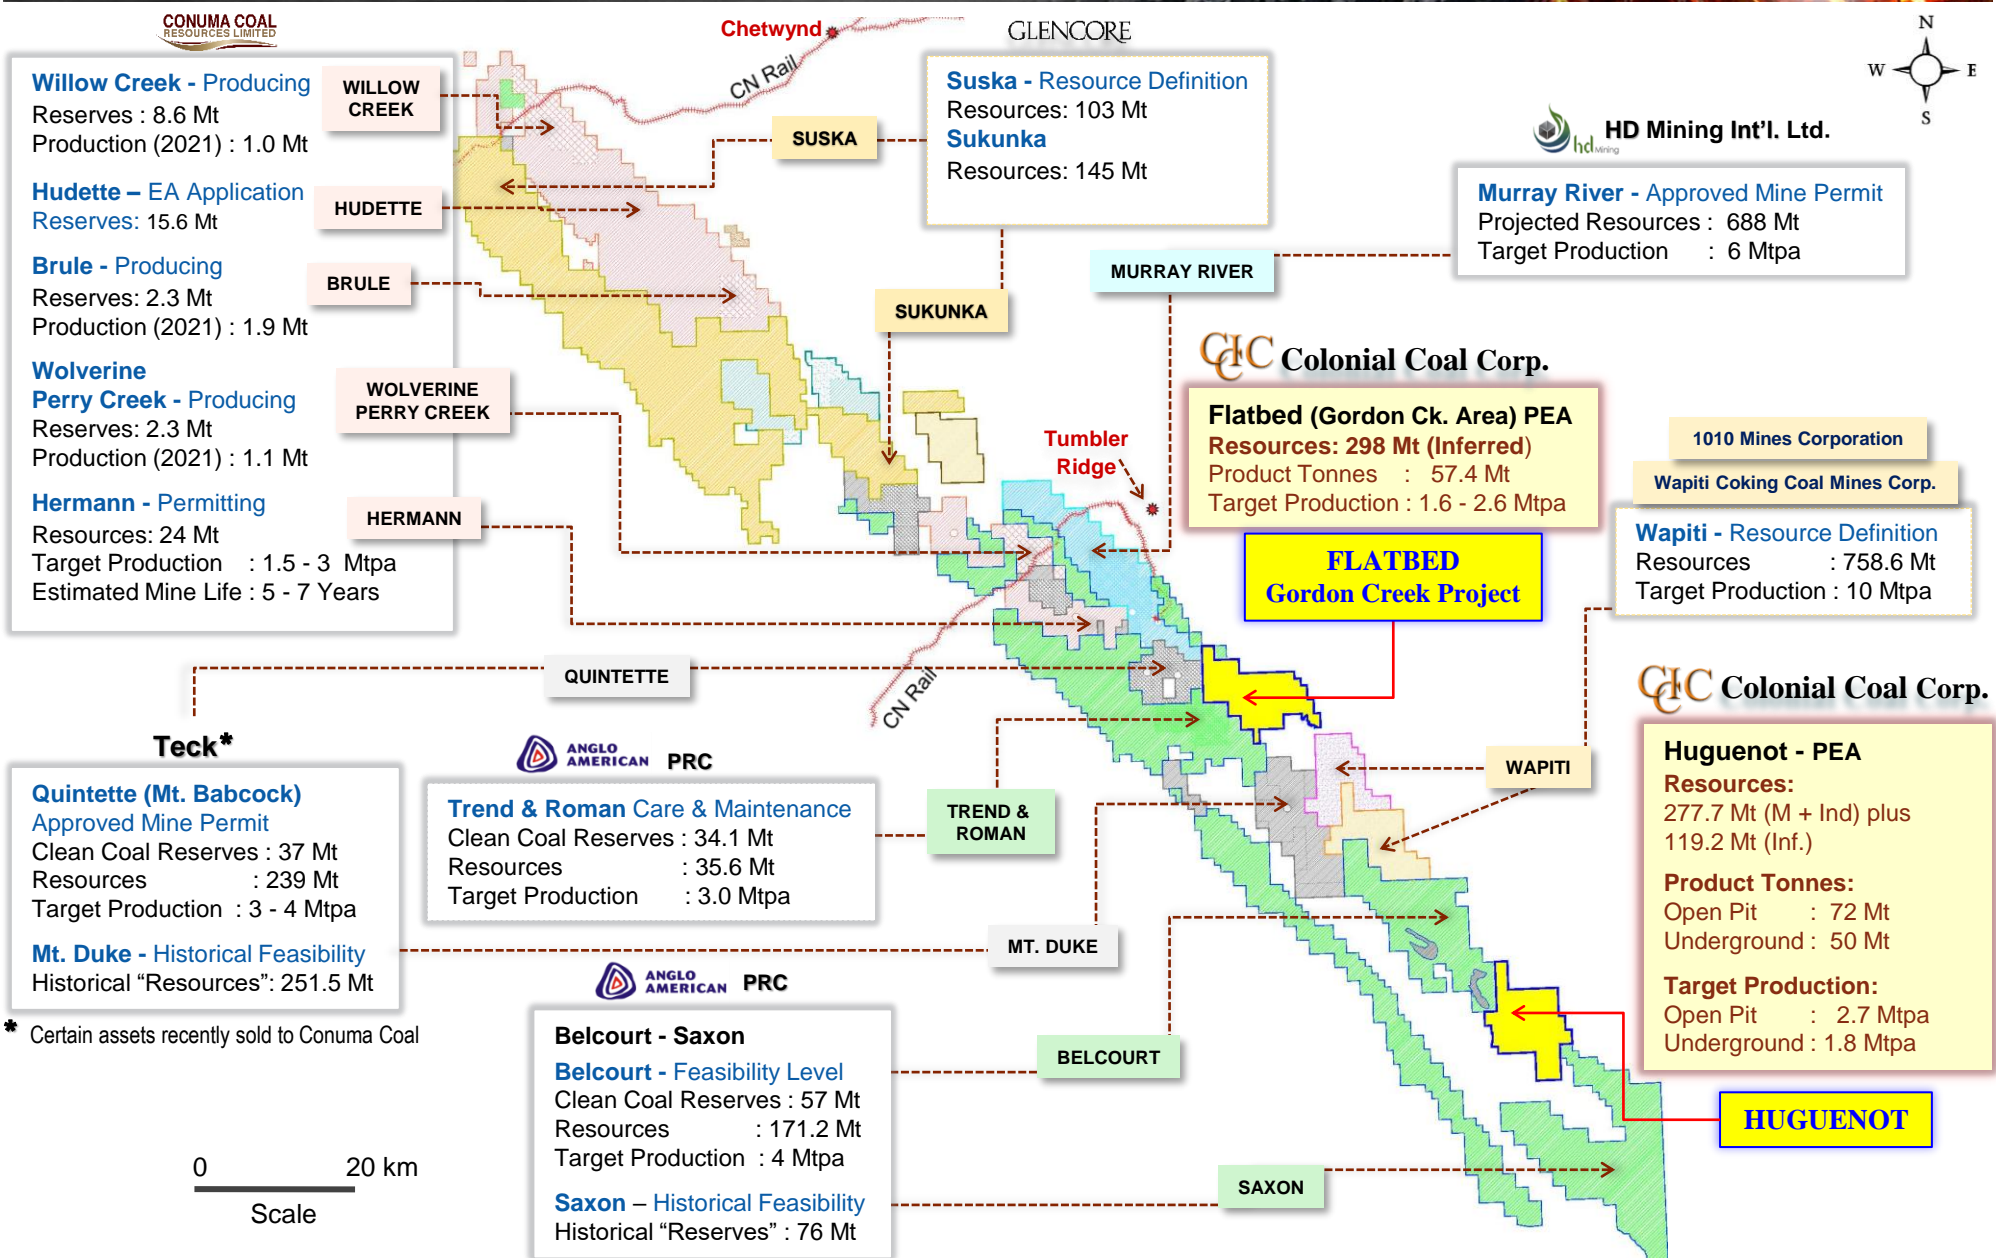 CONUMA COAL
RESOURCES LIMITED
Willow Creek - Producing
Reserves : 8.6 Mt
Production (2021) : 1.0 Mt
Hudette – EA Application
Reserves: 15.6 Mt
Brule - Producing
Reserves: 2.3 Mt
Production (2021) : 1.9 Mt
Wolverine
Perry Creek - Producing
Reserves: 2.3 Mt
Production (2021) : 1.1 Mt
Hermann - Permitting
Resources: 24 Mt
Target Production : 1.5 - 3 Mtpa
Estimated Mine Life : 5 - 7 Years
WILLOW
CREEK
HUDETTE
BRULE
WOLVERINE
PERRY CREEK
HERMANN
Chetwynd
CN Rail
GLENCORE
Suska - Resource Definition
Resources: 103 Mt
Sukunka
Resources: 145 Mt
SUSKA
SUKUNKA
N
W
E
S
hd Mining
HD Mining Int'l. Ltd.
Murray River - Approved Mine Permit
Projected Resources : 688 Mt
Target Production : 6 Mtpa
MURRAY RIVER
Tumbler
Ridge
CCIC Colonial Coal Corp.
Flatbed (Gordon Ck. Area) PEA
Resources: 298 Mt (Inferred)
Product Tonnes : 57.4 Mt
Target Production : 1.6 - 2.6 Mtpa
FLATBED
Gordon Creek Project
1010 Mines Corporation
Wapiti Coking Coal Mines Corp.
Wapiti - Resource Definition
Resources : 758.6 Mt
Target Production : 10 Mtpa
WAPITI
QUINTETTE
CN Rail
Teck*
Quintette (Mt. Babcock)
Approved Mine Permit
Clean Coal Reserves : 37 Mt
Resources : 239 Mt
Target Production : 3 - 4 Mtpa
Mt. Duke - Historical Feasibility
Historical “Resources”: 251.5 Mt
* Certain assets recently sold to Conuma Coal
ANGLO
AMERICAN PRC
Trend & Roman Care & Maintenance
Clean Coal Reserves : 34.1 Mt
Resources : 35.6 Mt
Target Production : 3.0 Mtpa
TREND &
ROMAN
MT. DUKE
ANGLO
AMERICAN PRC
Belcourt - Saxon
Belcourt - Feasibility Level
Clean Coal Reserves : 57 Mt
Resources : 171.2 Mt
Target Production : 4 Mtpa
Saxon – Historical Feasibility
Historical “Reserves” : 76 Mt
BELCOURT
SAXON
CCIC Colonial Coal Corp.
Huguenot - PEA
Resources:
277.7 Mt (M + Ind) plus
119.2 Mt (Inf.)
Product Tonnes:
Open Pit : 72 Mt
Underground : 50 Mt
Target Production:
Open Pit : 2.7 Mtpa
Underground : 1.8 Mtpa
HUGUENOT
0 20 km
Scale